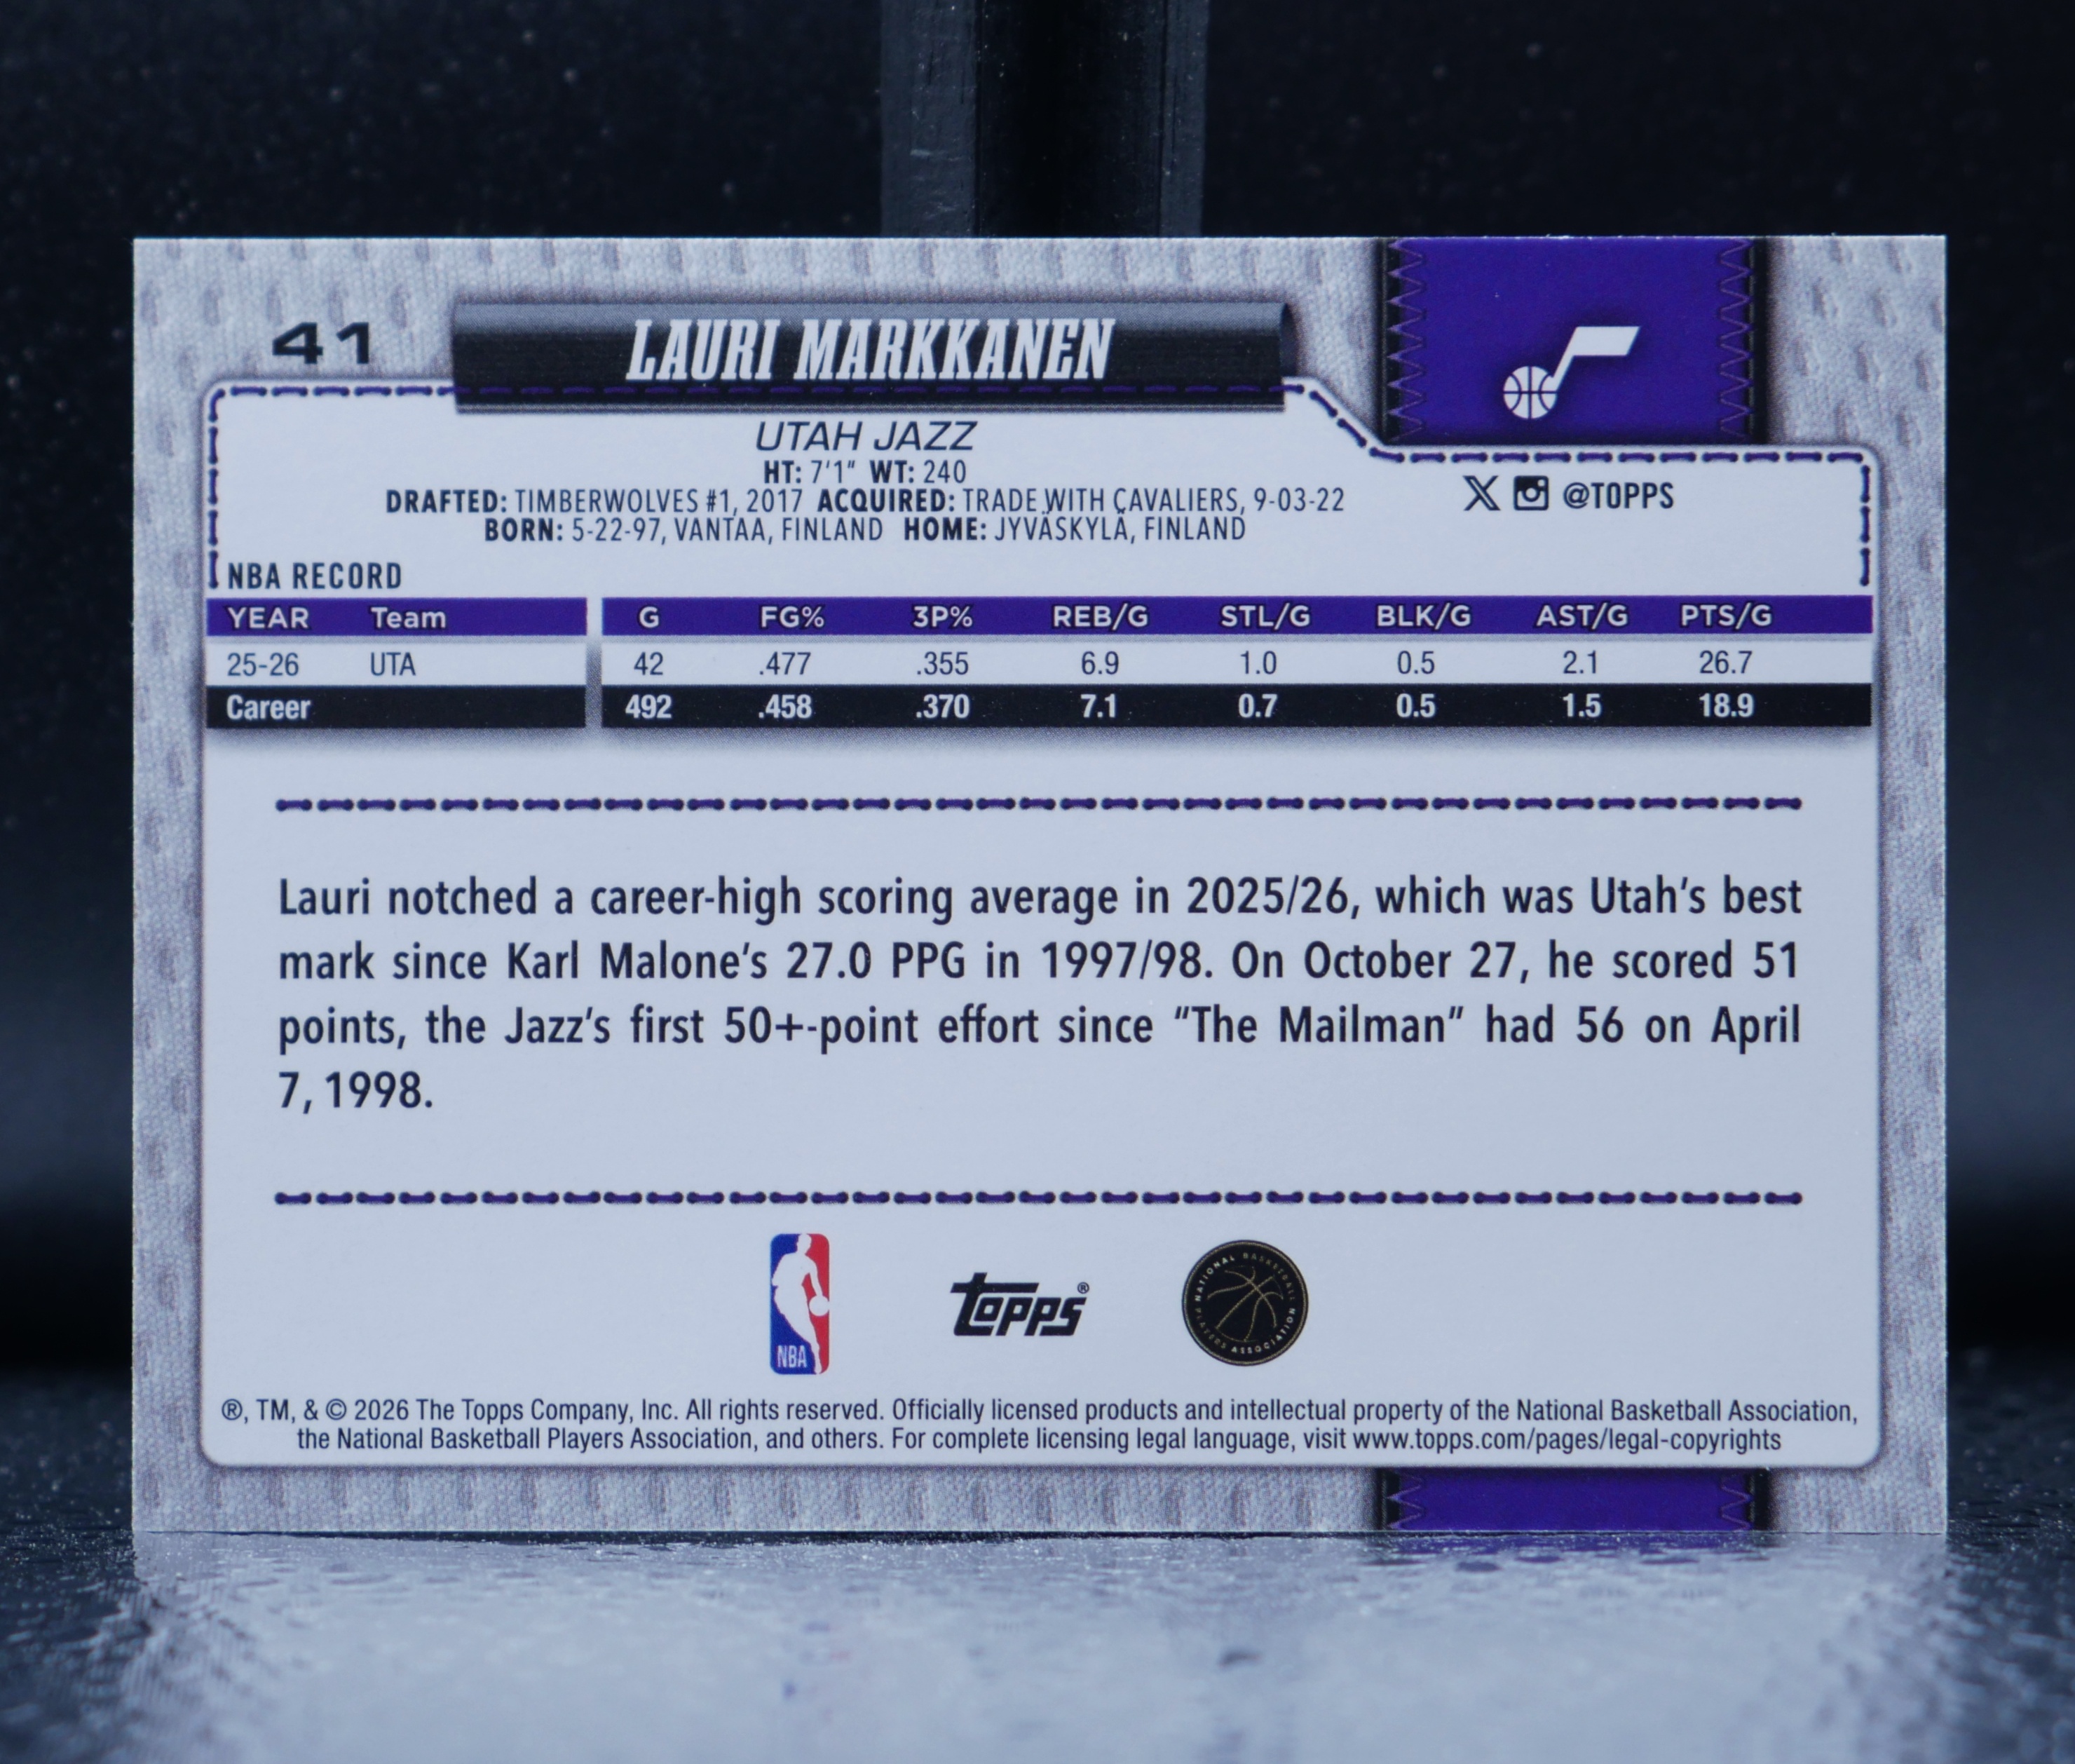 41
LAURI MARKKANEN
UTAH JAZZ
HT: 7'1" WT: 240
DRAFTED: TIMBERWOLVES #1, 2017 ACQUIRED: TRADE WITH CAVALIERS, 9-03-22
BORN: 5-22-97, VANTAA, FINLAND HOME: JYVÄSKYLÄ, FINLAND
X @TOPPS
NBA RECORD
YEAR Team G FG% 3P% REB/G STL/G BLK/G AST/G PTS/G
25-26 UTA 42 .477 .355 6.9 1.0 0.5 2.1 26.7
Career 492 .458 .370 7.1 0.7 0.5 1.5 18.9
Lauri notched a career-high scoring average in 2025/26, which was Utah's best
mark since Karl Malone's 27.0 PPG in 1997/98. On October 27, he scored 51
points, the Jazz's first 50+-point effort since "The Mailman" had 56 on April
7, 1998.
NBA
Topps®
NATIONAL BASKETBALL PLAYERS ASSOCIATION
®, TM, & © 2026 The Topps Company, Inc. All rights reserved. Officially licensed products and intellectual property of the National Basketball Association,
the National Basketball Players Association, and others. For complete licensing legal language, visit www.topps.com/pages/legal-copyrights